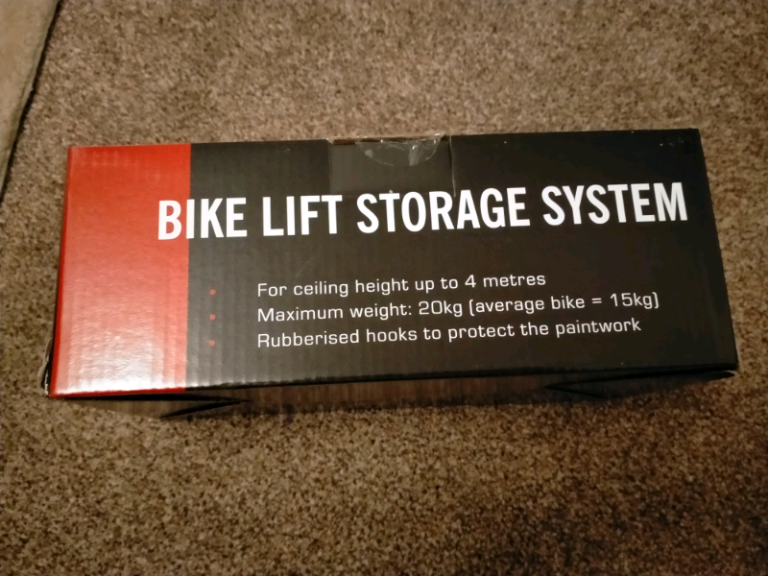 BIKE LIFT STORAGE SYSTEM
• For ceiling height up to 4 metres
• Maximum weight: 20kg (average bike = 15kg)
• Rubberised hooks to protect the paintwork